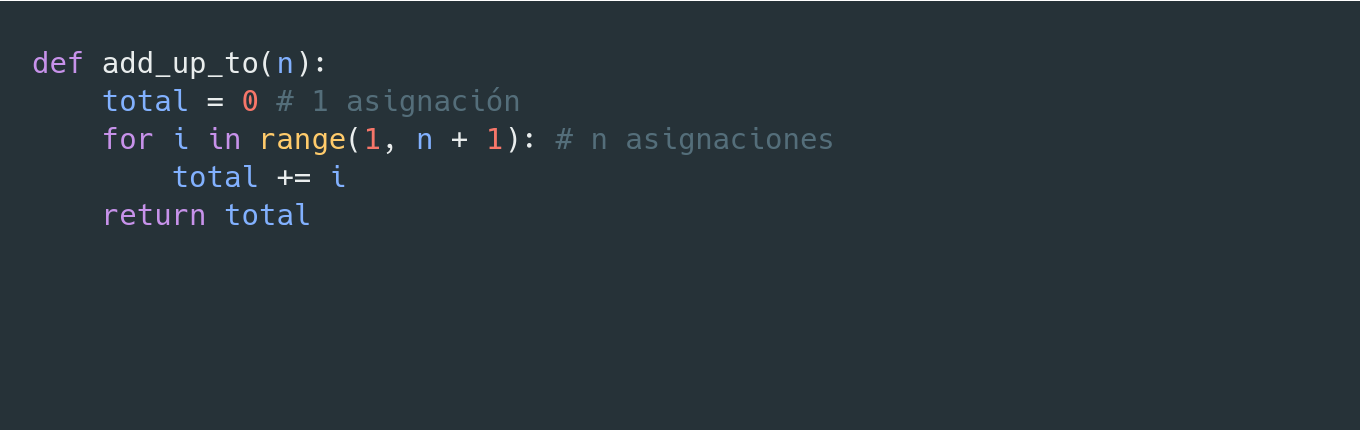 def add_up_to(n):
    total = 0 # 1 asignación
    for i in range(1, n + 1): # n asignaciones
        total += i
    return total